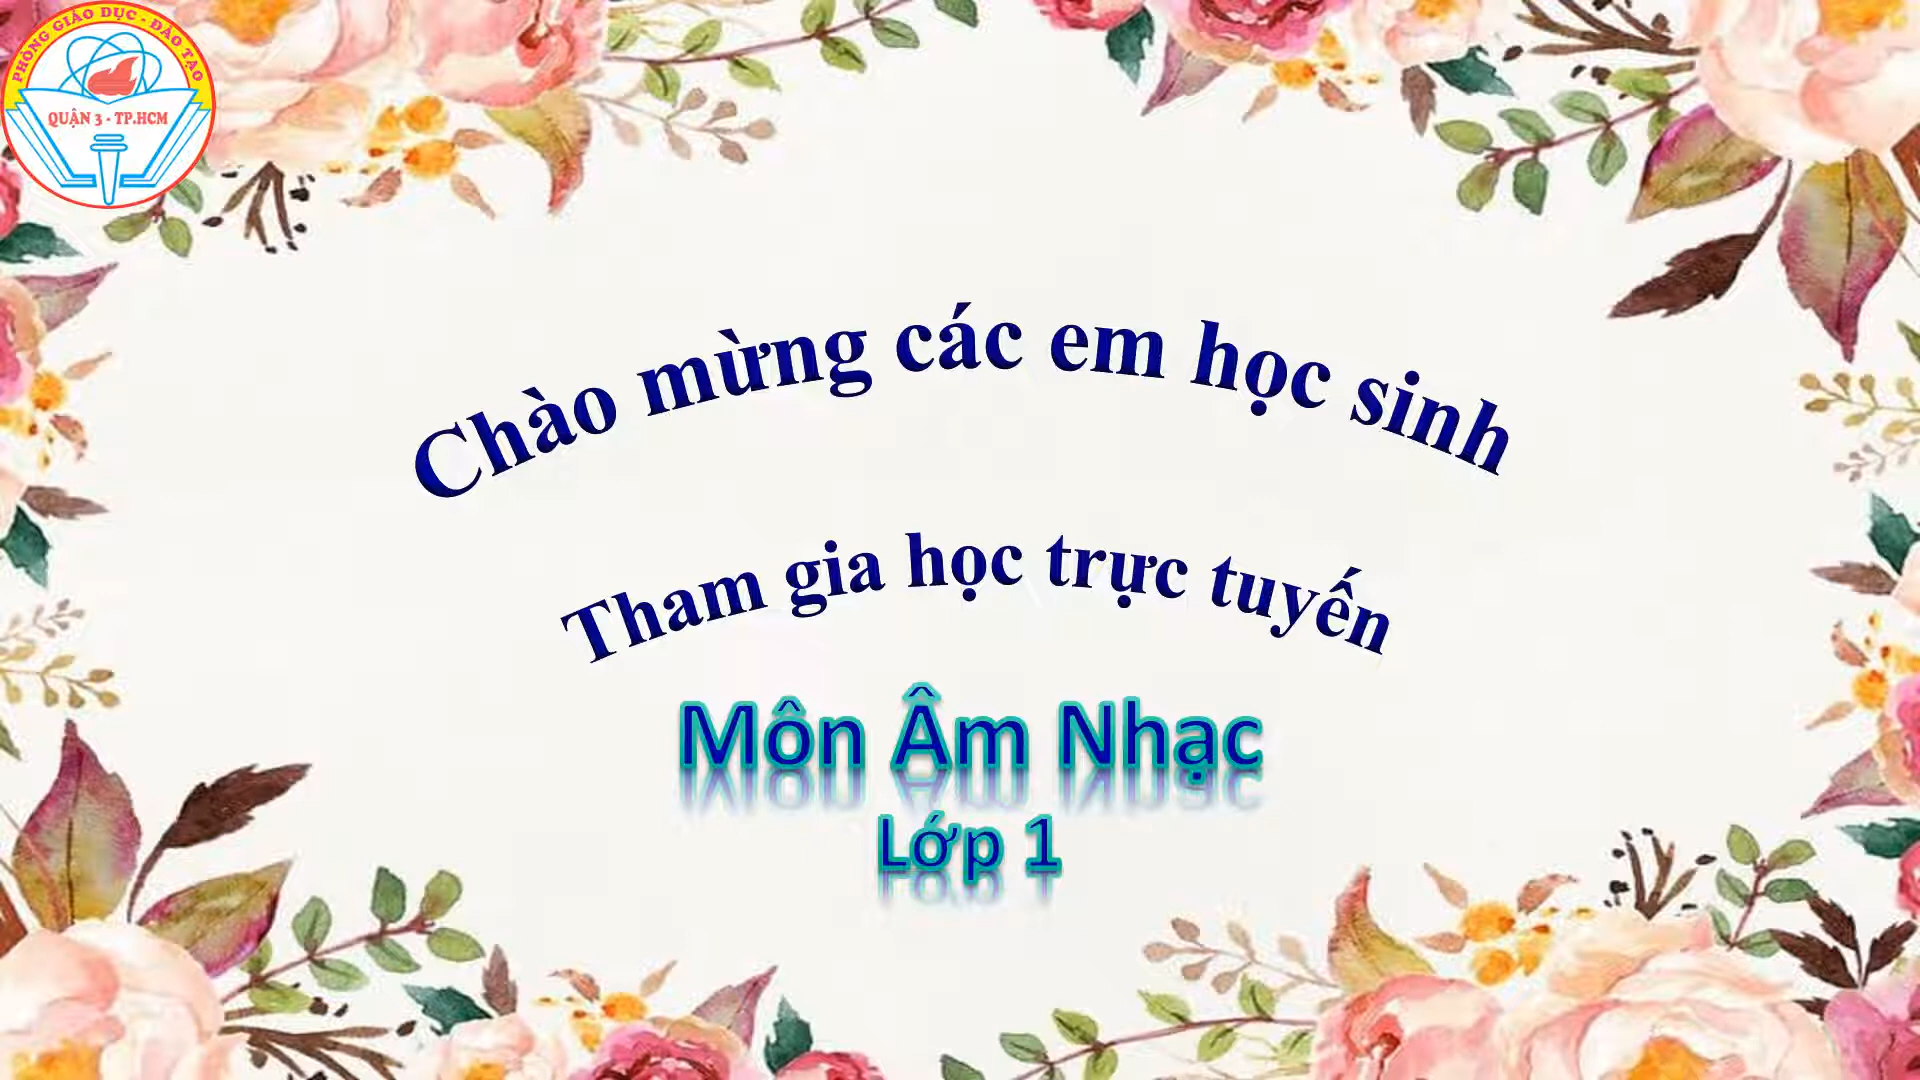 PHÒNG GIÁO DỤC - ĐÀO TẠO
QUẬN 3 - TP.HCM
Chào mừng các em học sinh
Tham gia học trực tuyến
Môn Âm Nhạc
Lớp 1